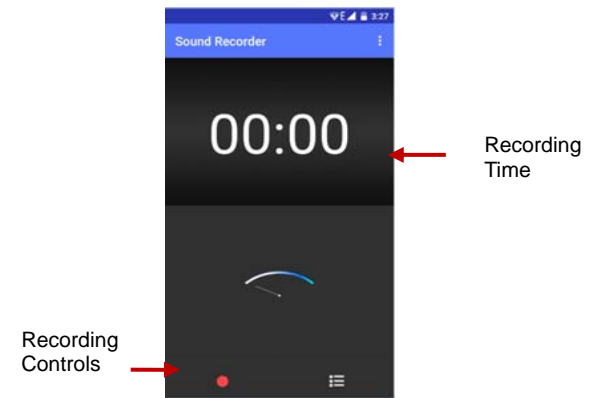 3:27
Sound Recorder
00:00
Recording
Time
Recording
Controls